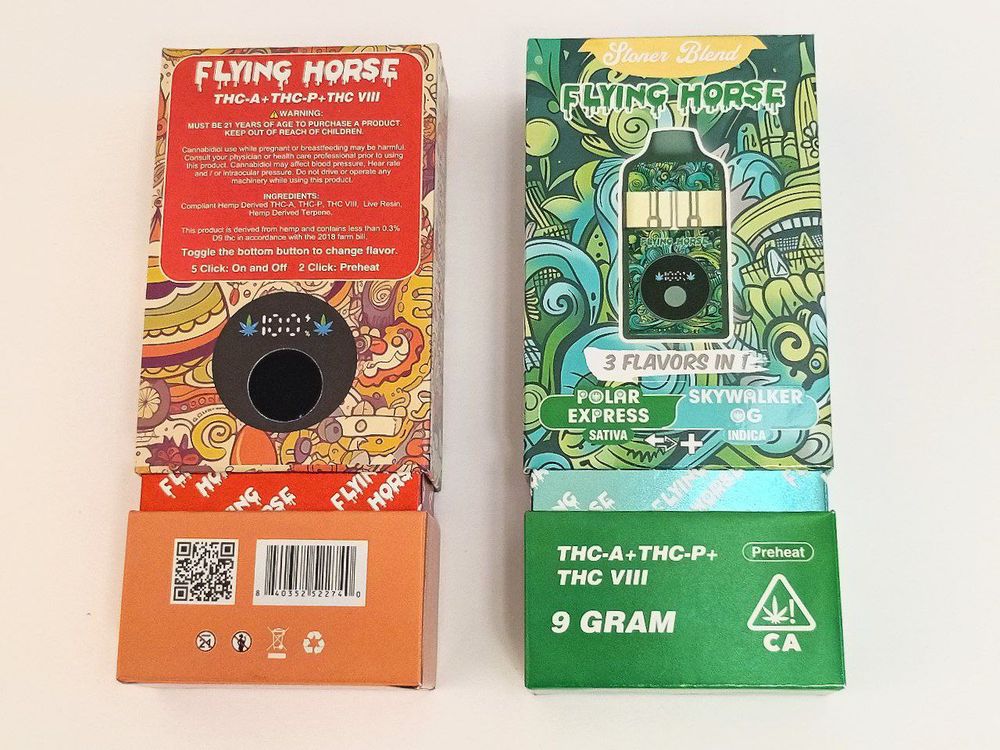 FLYING HORSE
THC-A+THC-P+THC VIII
WARNING:
MUST BE 21 YEARS OF AGE TO PURCHASE A PRODUCT.
KEEP OUT OF REACH OF CHILDREN.
Cannabidiol use while pregnant or breastfeeding may be harmful.
Consult your physician or health care professional prior to using
this product. Cannabidiol may affect blood pressure, Hear rate
and / or Intraocular pressure. Do not drive or operate any
machinery while using this product.
INGREDIENTS:
Compliant Hemp Derived THC-A, THC-P, THC VIII, Live Resin,
Hemp Derived Terpene.
This product is derived from hemp and contains less than 0.3%
D9 thc in accordance with the 2018 farm bill.
Toggle the bottom button to change flavor.
5 Click: On and Off 2 Click: Preheat
100%
FLYING HORSE
FLYING HORSE
8 40352 52274 0
21
Stoner Blend
FLYING HORSE
FLYING HORSE
100%
3 FLAVORS IN 1
POLAR
EXPRESS
SATIVA
SKYWALKER
OG
INDICA
FLYING HORSE
THC-A+THC-P+
THC VIII
Preheat
9 GRAM
CA